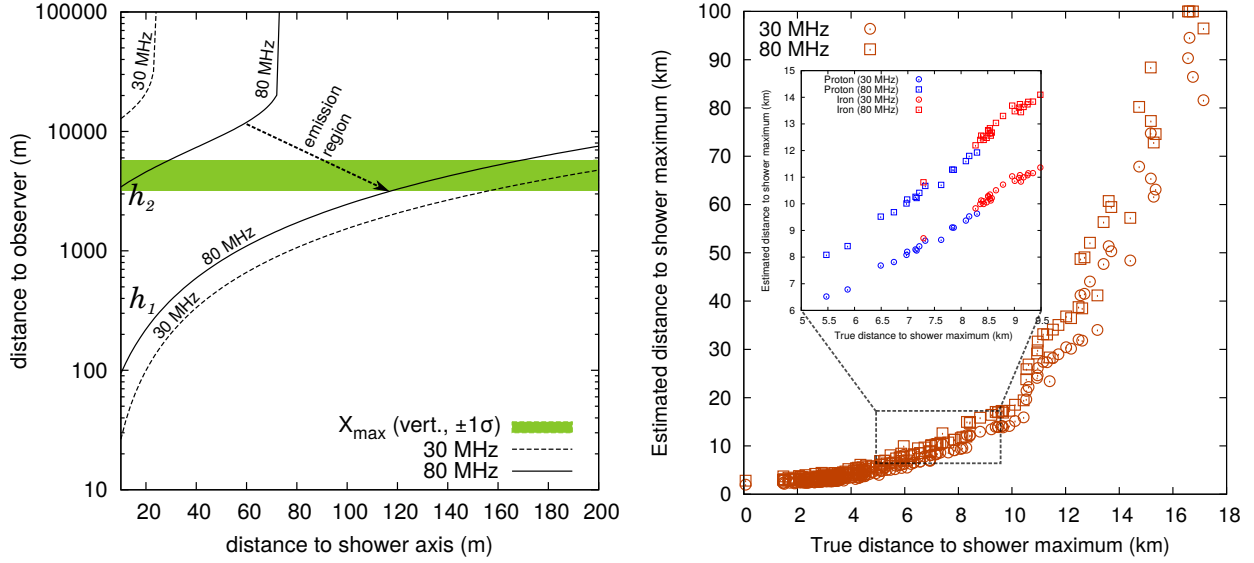 distance to observer (m)
100000
10000
1000
100
10
30 MHz
80 MHz
emission
region
h2
80 MHz
h1
30 MHz
Xmax (vert., ±1σ)
30 MHz
80 MHz
20 40 60 80 100 120 140 160 180 200
distance to shower axis (m)
Estimated distance to shower maximum (km)
100
90
80
70
60
50
40
30
20
10
0
30 MHz
80 MHz
Estimated distance to shower maximum (km)
15
14
13
12
11
10
9
8
7
6
Proton (30 MHz)
Proton (80 MHz)
Iron (30 MHz)
Iron (80 MHz)
5 5.5 6 6.5 7 7.5 8 8.5 9 9.5
True distance to shower maximum (km)
0 2 4 6 8 10 12 14 16 18
True distance to shower maximum (km)